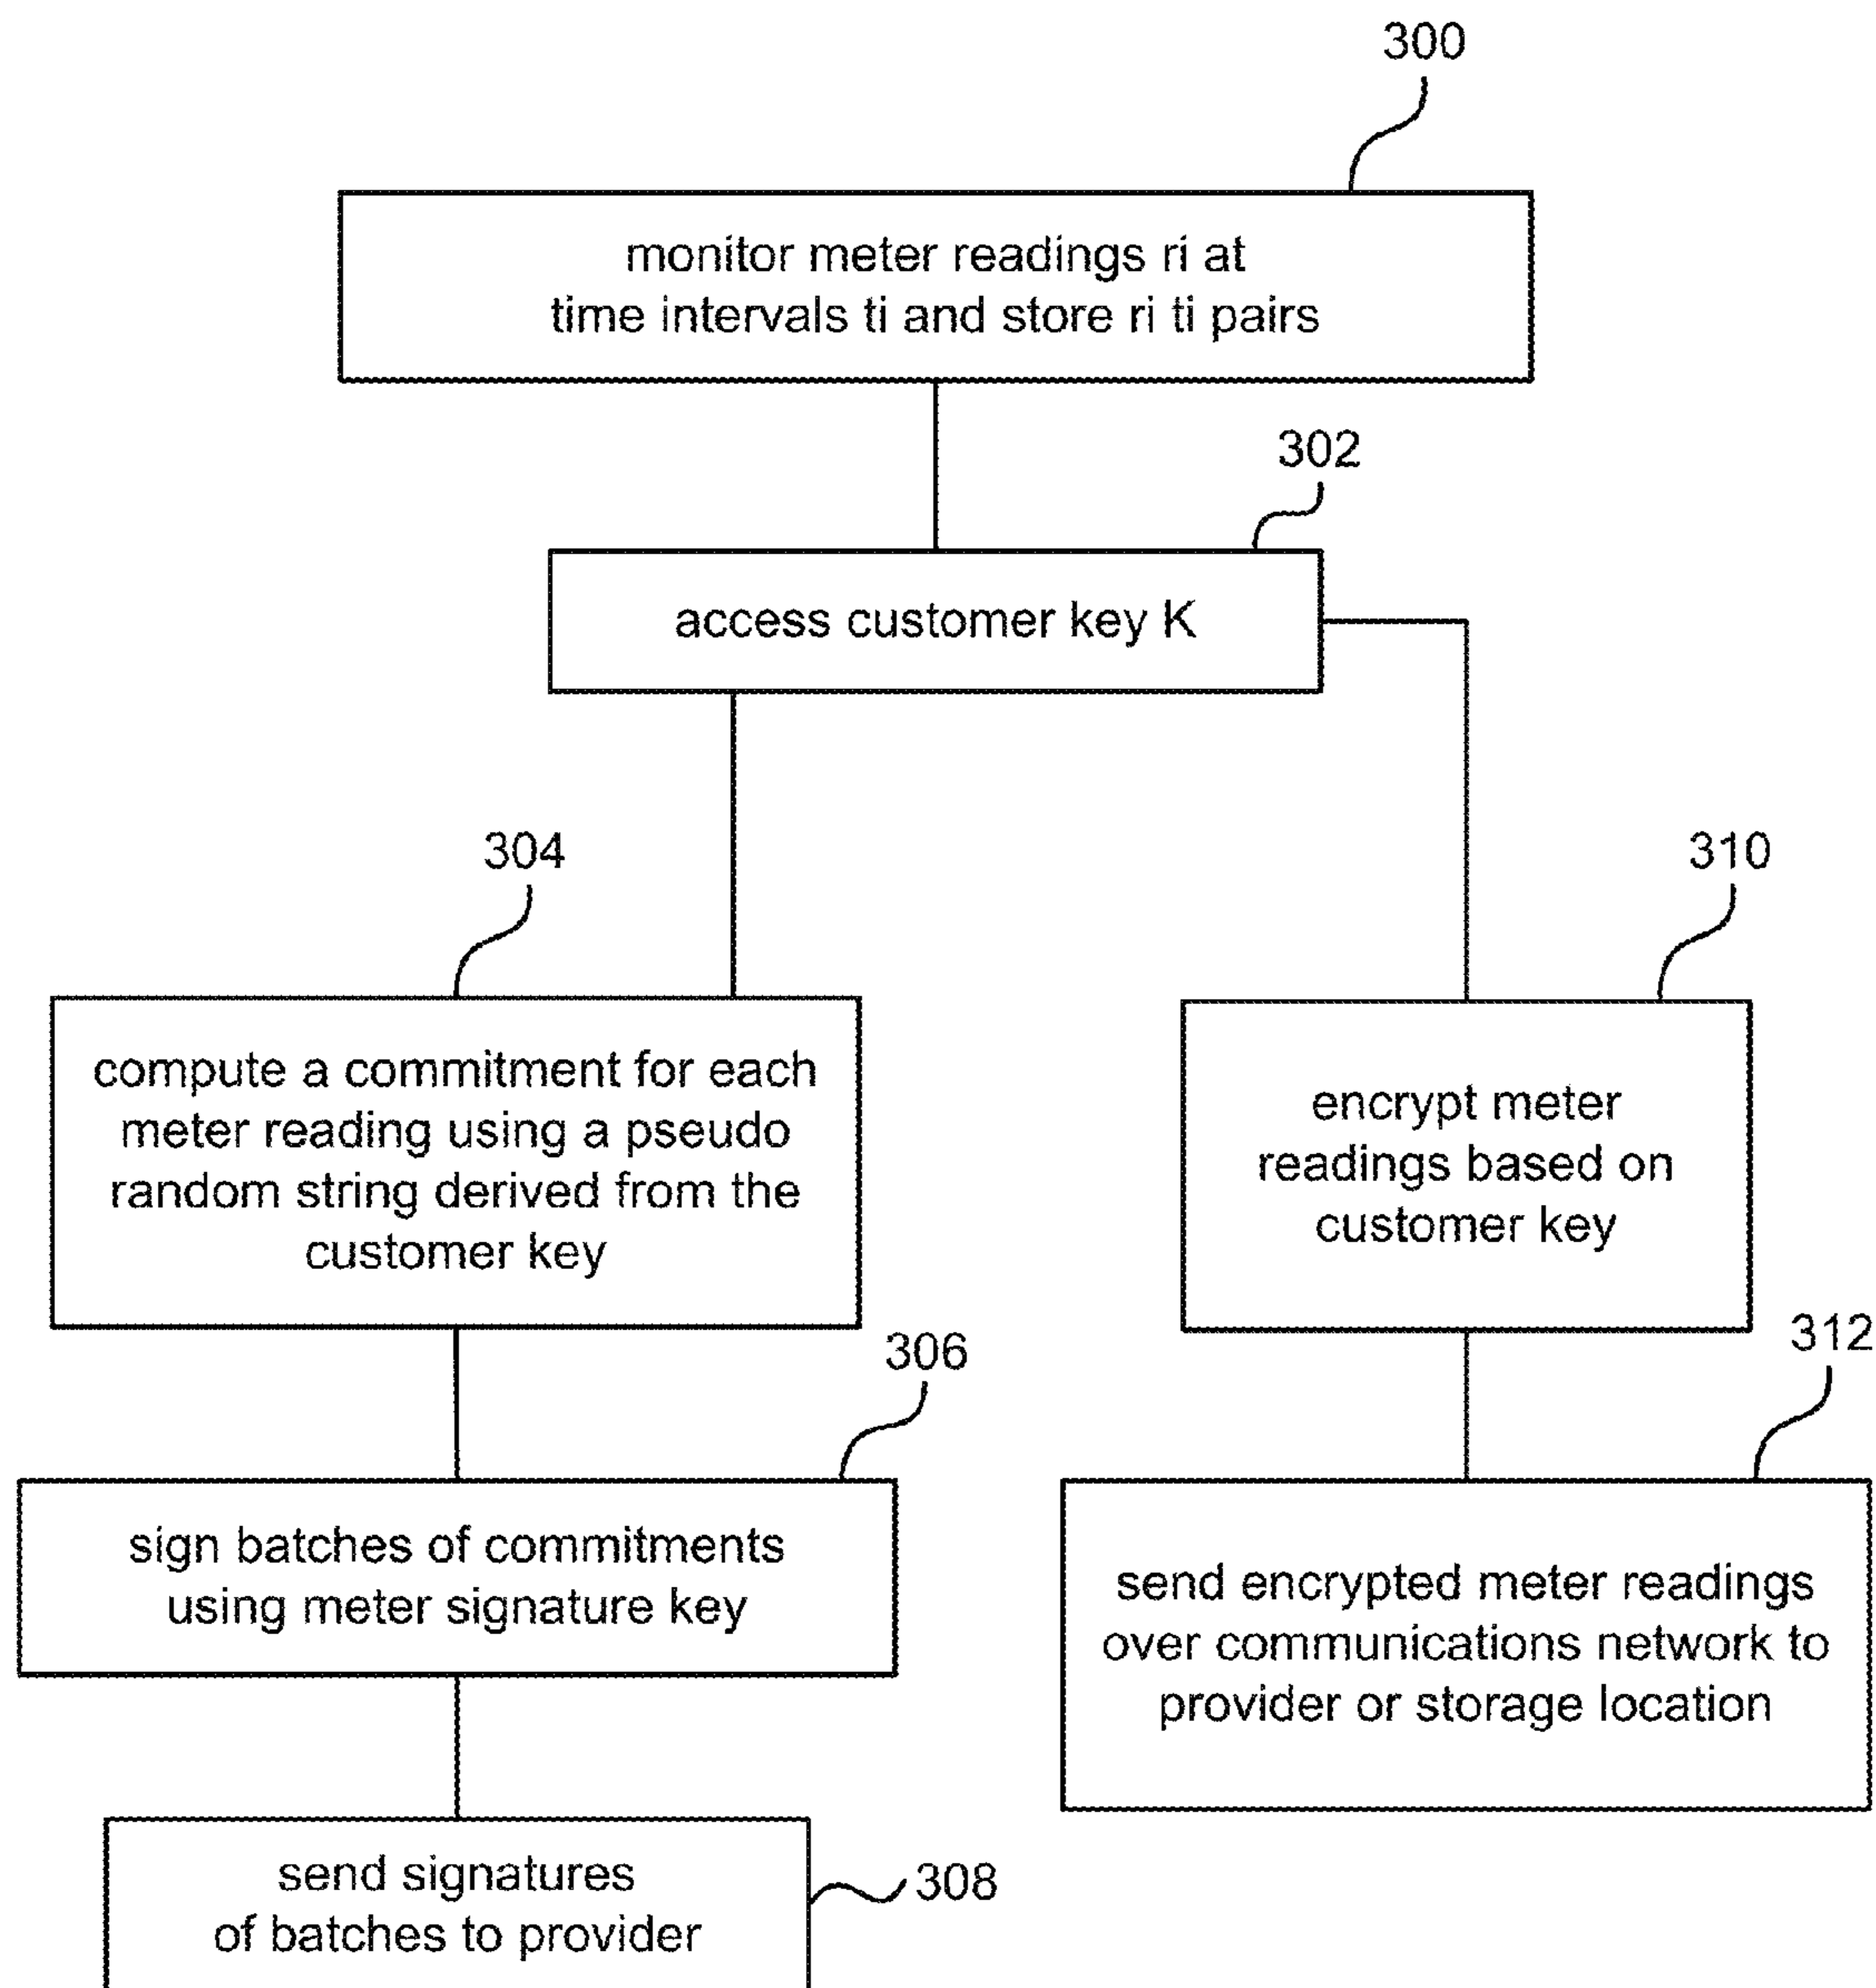 300
monitor meter readings ri at
time intervals ti and store ri ti pairs
302
access customer key K
304
compute a commitment for each
meter reading using a pseudo
random string derived from the
customer key
310
encrypt meter
readings based on
customer key
306
sign batches of commitments
using meter signature key
312
send encrypted meter readings
over communications network to
provider or storage location
308
send signatures
of batches to provider